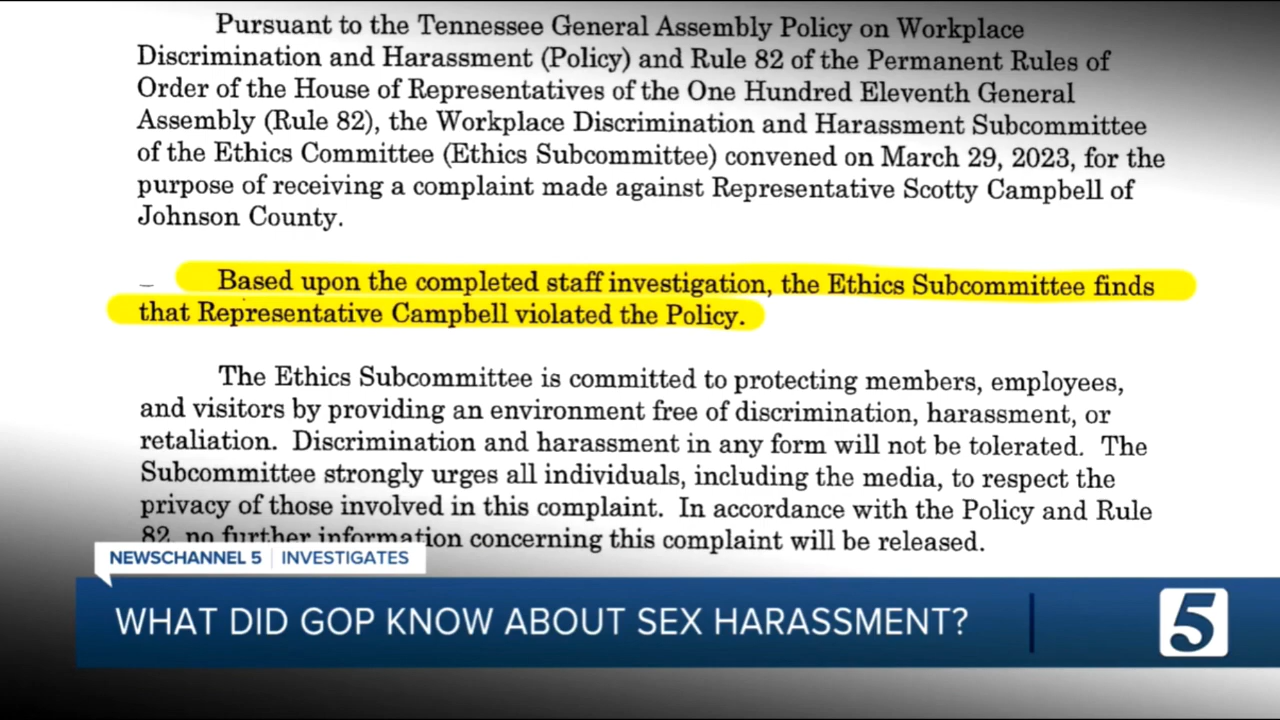 Pursuant to the Tennessee General Assembly Policy on Workplace
Discrimination and Harassment (Policy) and Rule 82 of the Permanent Rules of
Order of the House of Representatives of the One Hundred Eleventh General
Assembly (Rule 82), the Workplace Discrimination and Harassment Subcommittee
of the Ethics Committee (Ethics Subcommittee) convened on March 29, 2023, for the
purpose of receiving a complaint made against Representative Scotty Campbell of
Johnson County.
Based upon the completed staff investigation, the Ethics Subcommittee finds
that Representative Campbell violated the Policy.
The Ethics Subcommittee is committed to protecting members, employees,
and visitors by providing an environment free of discrimination, harassment, or
retaliation. Discrimination and harassment in any form will not be tolerated. The
Subcommittee strongly urges all individuals, including the media, to respect the
privacy of those involved in this complaint. In accordance with the Policy and Rule
82, no further information concerning this complaint will be released.
NEWSCHANNEL 5 | INVESTIGATES
WHAT DID GOP KNOW ABOUT SEX HARASSMENT?
5